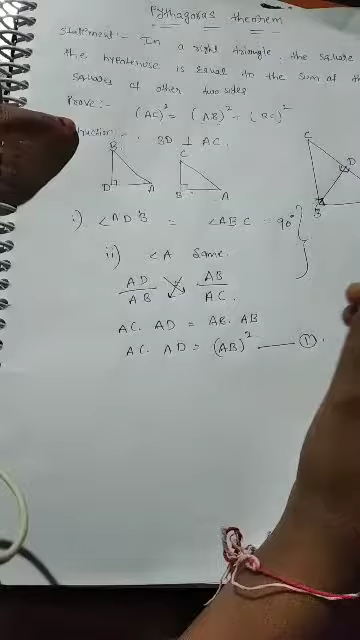 Pythagoras theorem
Statement:- In a right triangle, the square
the hypotenuse is equal to the sum of th
squares of other two sides
Prove:- (AC)² = (AB)² + (BC)²
ruction:- BD ⊥ AC.
B
D A
C
B A
C
D
B
i) ∠ADB = ∠ABC = 90°
ii) ∠A Same.
AD/AB AB/AC.
AC. AD = AB. AB
AC. AD = (AB)² —— ①.